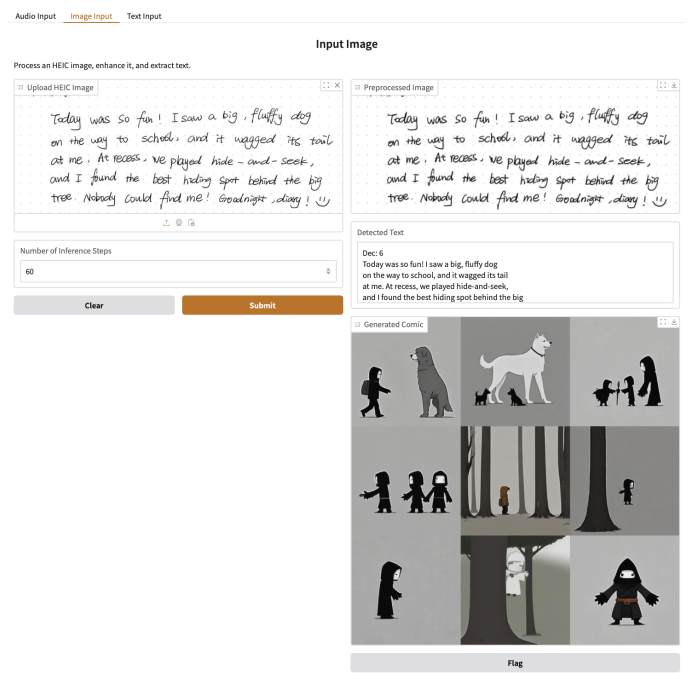 Audio Input
Image Input
Text Input
Input Image
Process an HEIC image, enhance it, and extract text.
Upload HEIC Image
Today was so fun! I saw a big, fluffy dog
on the way to school, and it wagged its tail
at me. At recess, we played hide-and-seek,
and I found the best hiding spot behind the big
tree. Nobody could find me! Goodnight, diary!
Number of Inference Steps
60
Clear
Submit
Preprocessed Image
Today was so fun! I saw a big, fluffy dog
on the way to school, and it wagged its tail
at me. At recess, we played hide-and-seek,
and I found the best hiding spot behind the big
tree. Nobody could find me! Goodnight, diary!
Detected Text
Dec: 6
Today was so fun! I saw a big, fluffy dog
on the way to school, and it wagged its tail
at me. At recess, we played hide-and-seek,
and I found the best hiding spot behind the big
Generated Comic
Flag